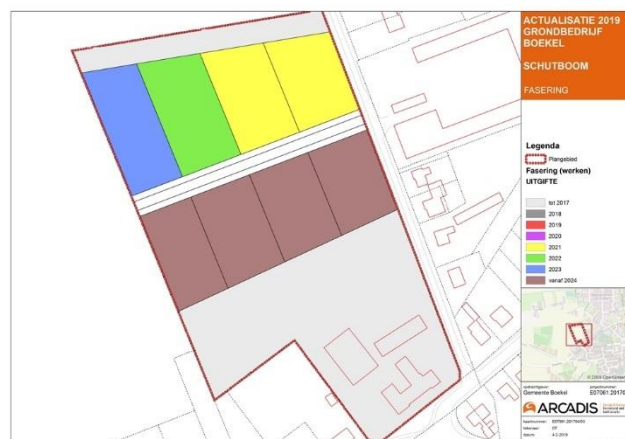 ACTUALISATIE 2019
GRONDBEDRIJF
BOEKEL
SCHUTBOOM
FASERING
Legenda
Plangebied
Fasering (werken)
UITGIFTE
tot 2017
2018
2019
2020
2021
2022
2023
vanaf 2024
Gemeente Boekel
ARCADIS